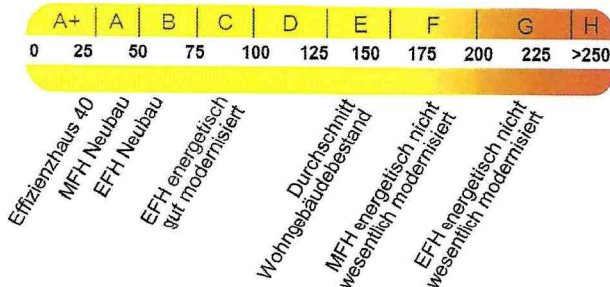 A+ A B C D E F G H
0 25 50 75 100 125 150 175 200 225 >250
Effizienzhaus 40
MFH Neubau
EFH Neubau
EFH energetisch
gut modernisiert
Durchschnitt
Wohngebäudebestand
MFH energetisch nicht
wesentlich modernisiert
EFH energetisch nicht
wesentlich modernisiert